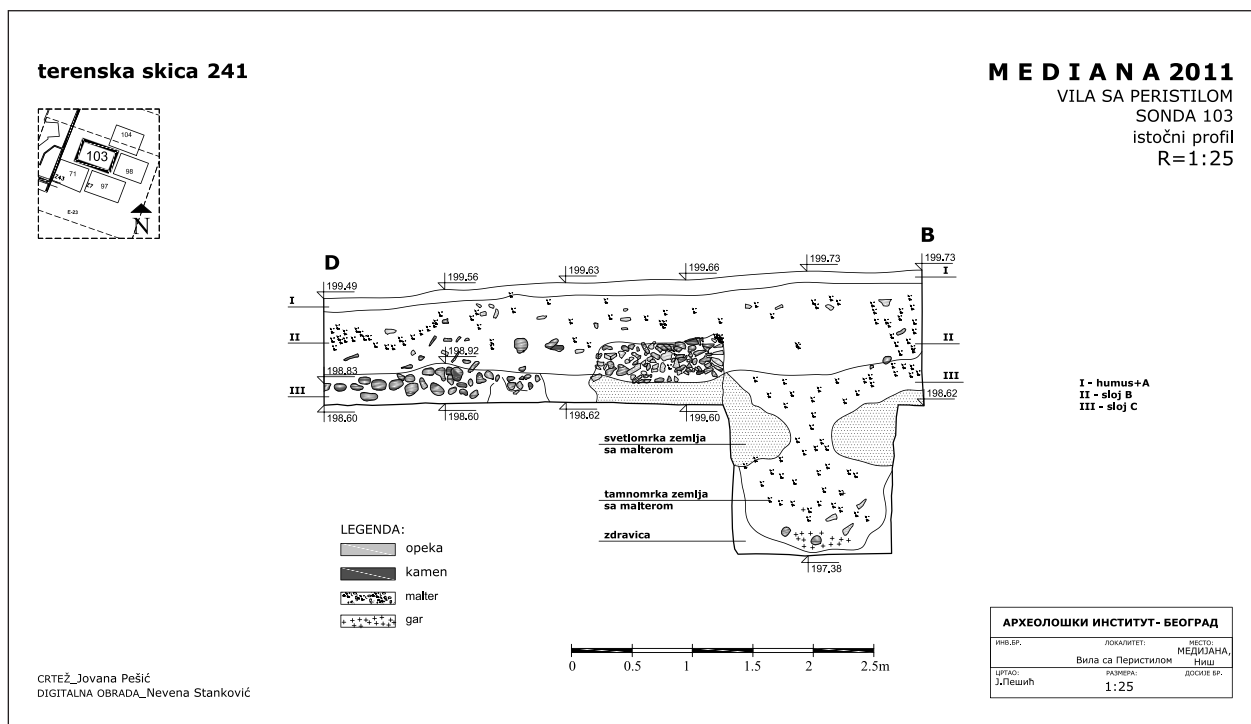 terenska skica 241
M E D I A N A 2011
VILA SA PERISTILOM
SONDA 103
istočni profil
R=1:25
104
103
98
71
97
243
27
E-23
N
D
B
199.49
199.56
199.63
199.66
199.73
199.73
I
I
II
II
198.92
198.83
III
III
198.60
198.60
198.62
199.60
198.62
I - humus+A
II - sloj B
III - sloj C
svetlomrka zemlja
sa malterom
tamnomrka zemlja
sa malterom
zdravica
197.38
LEGENDA:
opeka
kamen
malter
gar
0 0.5 1 1.5 2 2.5m
CRTEŽ_Jovana Pešić
DIGITALNA OBRADA_Nevena Stanković
АРХЕОЛОШКИ ИНСТИТУТ- БЕОГРАД
ИНВ.БР. ЛОКАЛИТЕТ: МЕСТО:
Вила са Перистилом МЕДИЈАНА, Ниш
ЦРТАО: РАЗМЕРА: ДОСИЈЕ БР.
Ј.Пешић 1:25